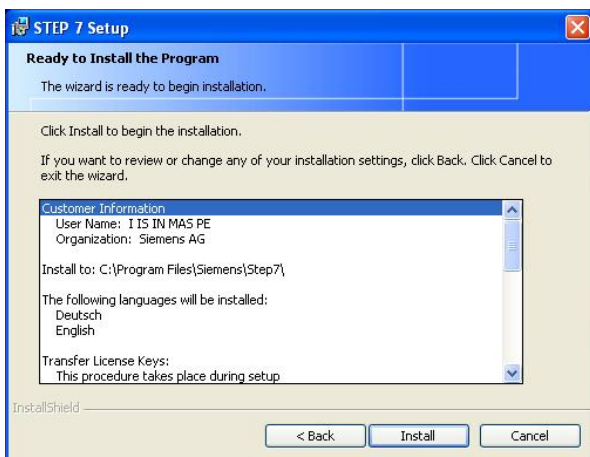 STEP 7 Setup
Ready to Install the Program
The wizard is ready to begin installation.
Click Install to begin the installation.
If you want to review or change any of your installation settings, click Back. Click Cancel to
exit the wizard.
Customer Information
User Name: I IS IN MAS PE
Organization: Siemens AG
Install to: C:\Program Files\Siemens\Step7\
The following languages will be installed:
Deutsch
English
Transfer License Keys:
This procedure takes place during setup
InstallShield
< Back
Install
Cancel